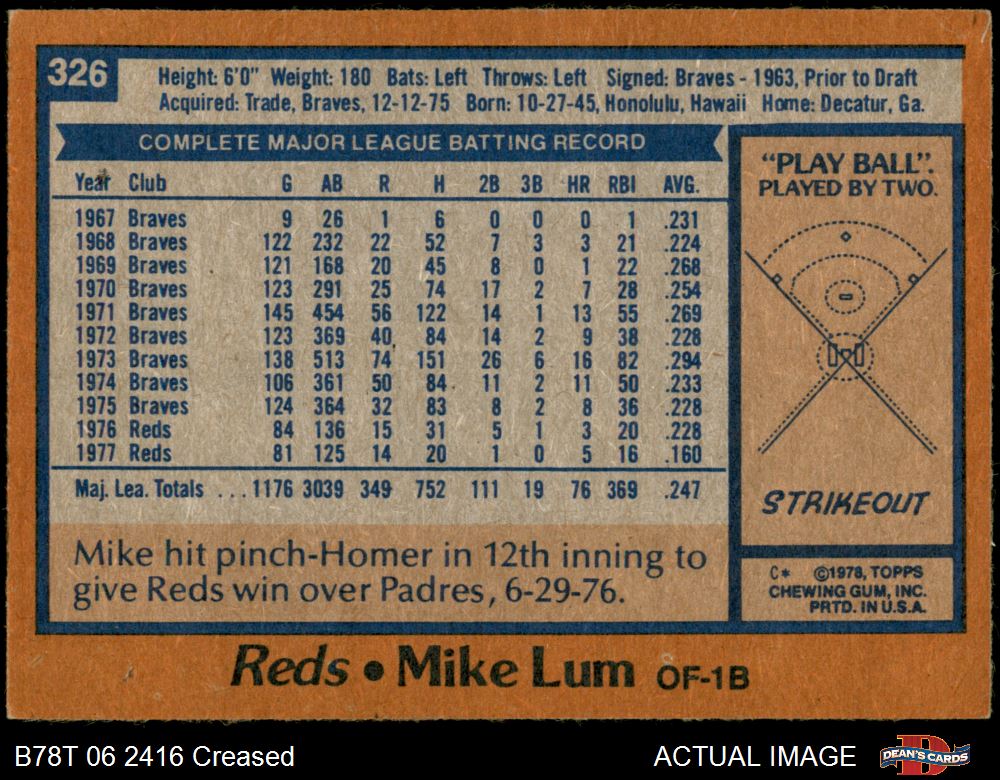 326
Height: 6'0" Weight: 180 Bats: Left Throws: Left Signed: Braves - 1963, Prior to Draft
Acquired: Trade, Braves, 12-12-75 Born: 10-27-45, Honolulu, Hawaii Home: Decatur, Ga.
COMPLETE MAJOR LEAGUE BATTING RECORD
Year Club G AB R H 2B 3B HR RBI AVG.
1967 Braves 9 26 1 6 0 0 0 1 .231
1968 Braves 122 232 22 52 7 3 3 21 .224
1969 Braves 121 168 20 45 8 0 1 22 .268
1970 Braves 123 291 25 74 17 2 7 28 .254
1971 Braves 145 454 56 122 14 1 13 55 .269
1972 Braves 123 369 40 84 14 2 9 38 .228
1973 Braves 138 513 74 151 26 6 16 82 .294
1974 Braves 106 361 50 84 11 2 11 50 .233
1975 Braves 124 364 32 83 8 2 8 36 .228
1976 Reds 84 136 15 31 5 1 3 20 .228
1977 Reds 81 125 14 20 1 0 5 16 .160
Maj. Lea. Totals ...1176 3039 349 752 111 19 76 369 .247
Mike hit pinch-Homer in 12th inning to
give Reds win over Padres, 6-29-76.
"PLAY BALL".
PLAYED BY TWO.
STRIKEOUT
C* ©1978, TOPPS
CHEWING GUM, INC.
PRTD. IN U.S.A.
Reds • Mike Lum OF-1B
B78T 06 2416 Creased
ACTUAL IMAGE
D
DEAN'S CARDS